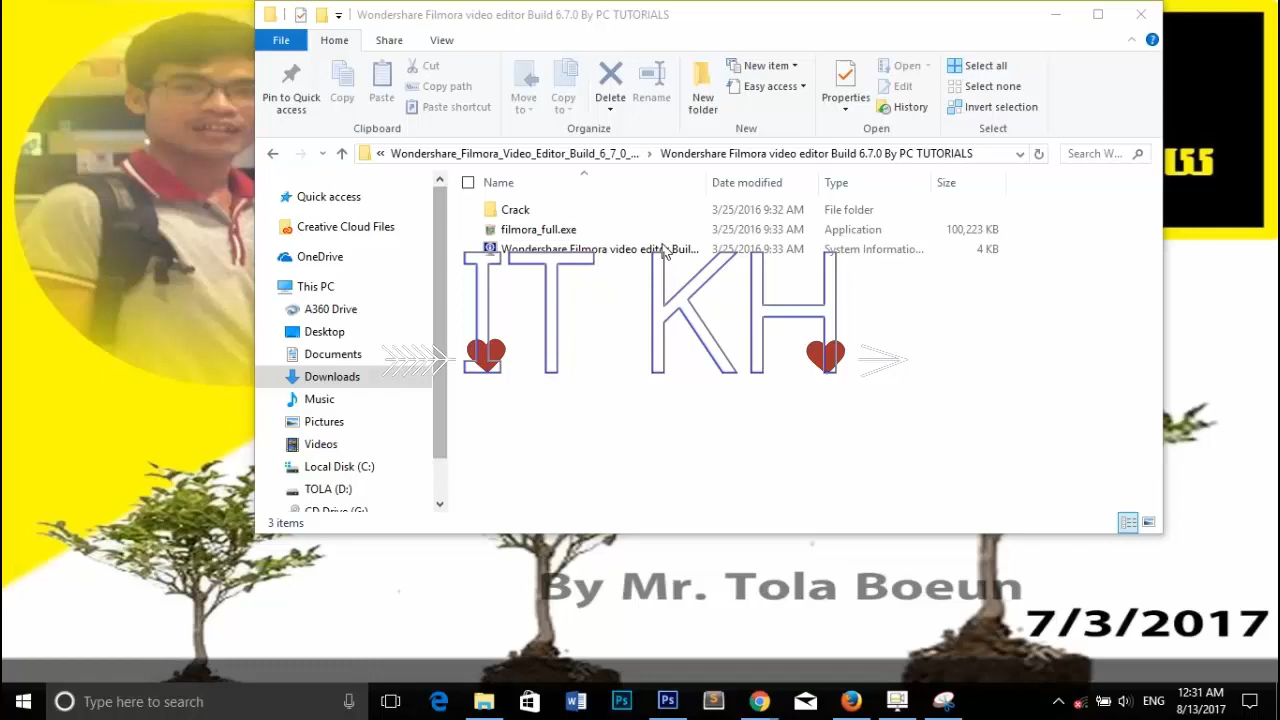 Wondershare Filmora video editor Build 6.7.0 By PC TUTORIALS
File Home Share View
Pin to Quick access
Copy
Paste
Cut
Copy path
Paste shortcut
Clipboard
Move to
Copy to
Delete
Rename
Organize
New folder
New item
Easy access
New
Properties
Open
Edit
History
Open
Select all
Select none
Invert selection
Select
« Wondershare_Filmora_Video_Editor_Build_6_7_0_... › Wondershare Filmora video editor Build 6.7.0 By PC TUTORIALS
Search W...
Name Date modified Type Size
Crack 3/25/2016 9:32 AM File folder
filmora_full.exe 3/25/2016 9:33 AM Application 100,223 KB
Wondershare Filmora video editor Buil... 3/25/2016 9:33 AM System Informatio... 4 KB
Quick access
Creative Cloud Files
OneDrive
This PC
A360 Drive
Desktop
Documents
Downloads
Music
Pictures
Videos
Local Disk (C:)
TOLA (D:)
CD Drive (G:)
IT KH
3 items
By Mr. Tola Boeun
7/3/2017
Type here to search
ENG
12:31 AM
8/13/2017